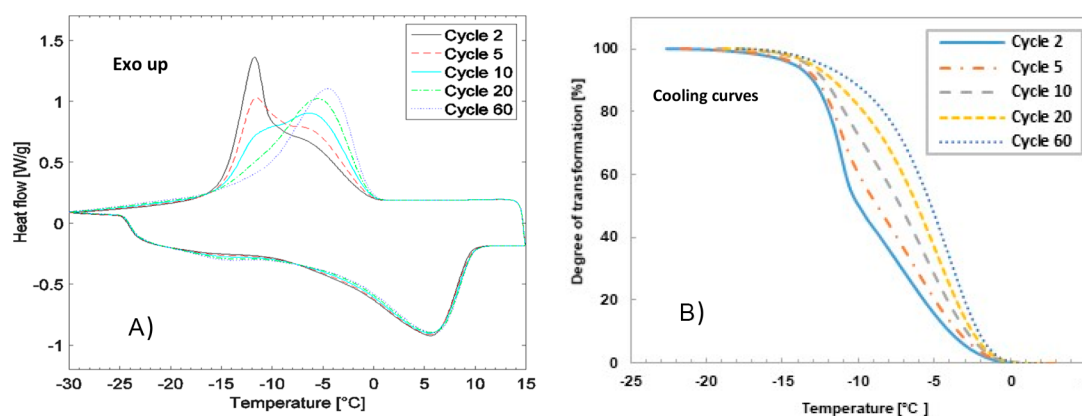 Exo up
Cycle 2
Cycle 5
Cycle 10
Cycle 20
Cycle 60
1.5
1
0.5
0
-0.5
-1
Heat flow [W/g]
A)
-30
-25
-20
-15
-10
-5
0
5
10
15
Temperature [°C]
Cooling curves
Cycle 2
Cycle 5
Cycle 10
Cycle 20
Cycle 60
100
80
60
40
20
0
Degree of transformation [%]
B)
-25
-20
-15
-10
-5
0
5
Temperature [°C ]